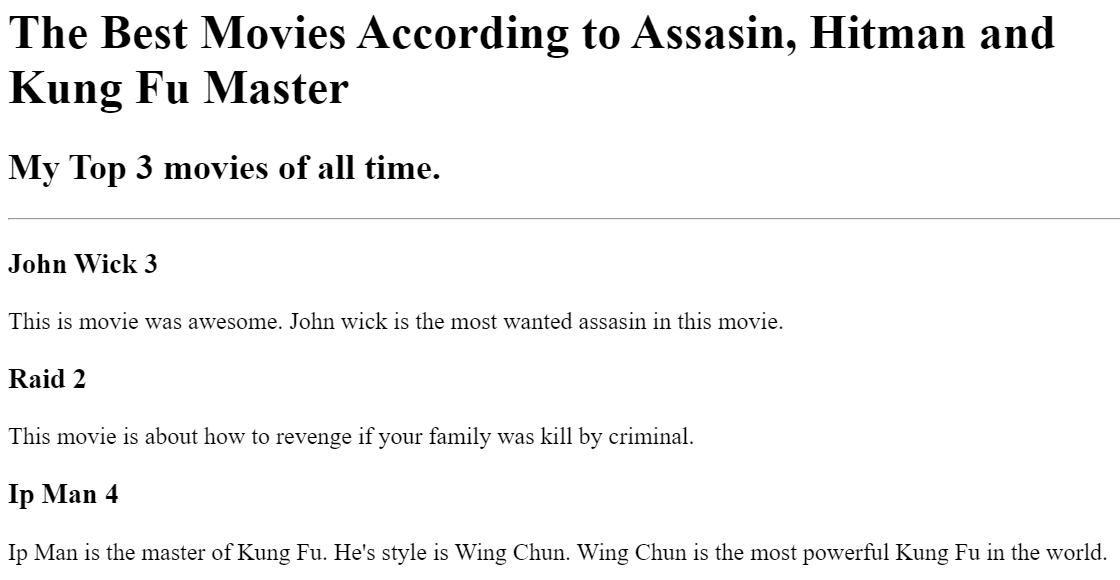 The Best Movies According to Assasin, Hitman and
Kung Fu Master
My Top 3 movies of all time.
John Wick 3
This is movie was awesome. John wick is the most wanted assasin in this movie.
Raid 2
This movie is about how to revenge if your family was kill by criminal.
Ip Man 4
Ip Man is the master of Kung Fu. He's style is Wing Chun. Wing Chun is the most powerful Kung Fu in the world.